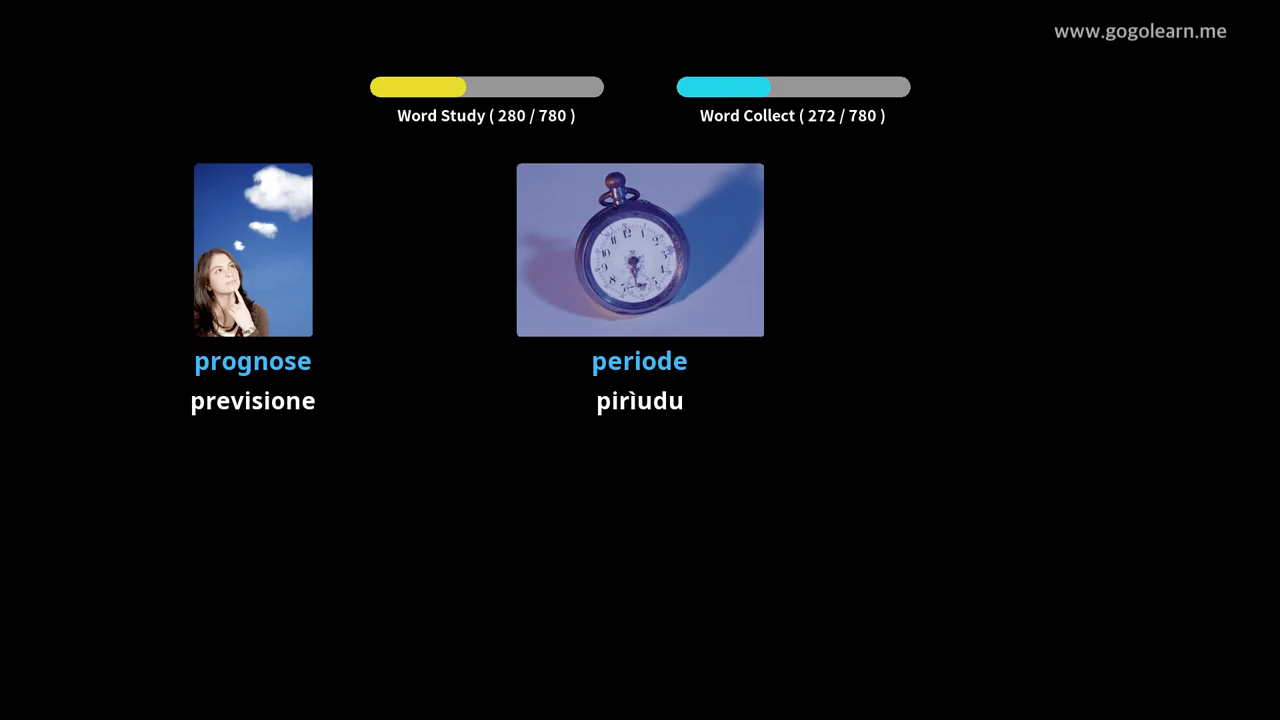 www.gogolearn.me
Word Study ( 280 / 780 )
Word Collect ( 272 / 780 )
prognose
previsione
periode
pirìudu